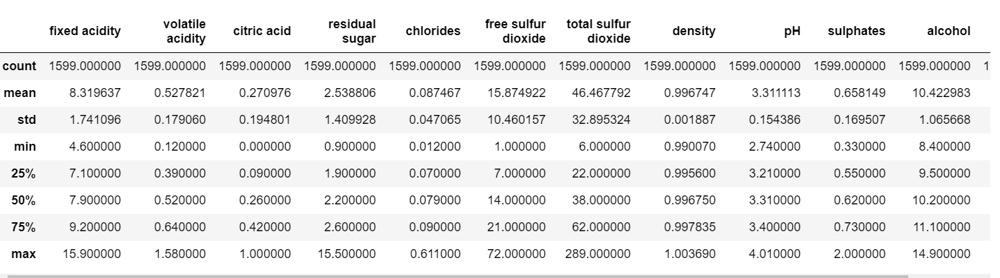 fixed acidity volatile acidity citric acid residual sugar chlorides free sulfur dioxide total sulfur dioxide density pH sulphates alcohol
count 1599.000000 1599.000000 1599.000000 1599.000000 1599.000000 1599.000000 1599.000000 1599.000000 1599.000000 1599.000000 1599.000000 1
mean 8.319637 0.527821 0.270976 2.538806 0.087467 15.874922 46.467792 0.996747 3.311113 0.658149 10.422983
std 1.741096 0.179060 0.194801 1.409928 0.047065 10.460157 32.895324 0.001887 0.154386 0.169507 1.065668
min 4.600000 0.120000 0.000000 0.900000 0.012000 1.000000 6.000000 0.990070 2.740000 0.330000 8.400000
25% 7.100000 0.390000 0.090000 1.900000 0.070000 7.000000 22.000000 0.995600 3.210000 0.550000 9.500000
50% 7.900000 0.520000 0.260000 2.200000 0.079000 14.000000 38.000000 0.996750 3.310000 0.620000 10.200000
75% 9.200000 0.640000 0.420000 2.600000 0.090000 21.000000 62.000000 0.997835 3.400000 0.730000 11.100000
max 15.900000 1.580000 1.000000 15.500000 0.611000 72.000000 289.000000 1.003690 4.010000 2.000000 14.900000